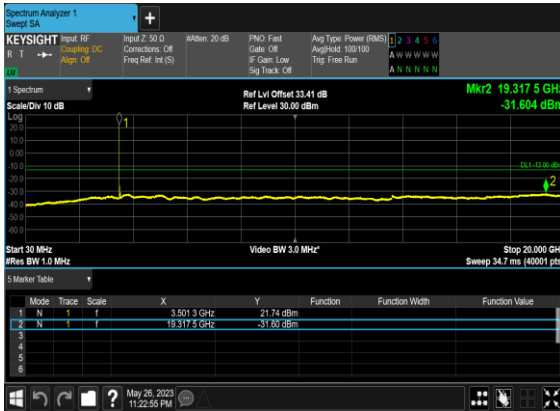 Spectrum Analyzer 1
Swept SA
+
KEYSIGHT Input: RF Input Z: 50 Ω #Atten: 20 dB PNO: Fast Avg Type: Power (RMS) 1 2 3 4 5 6
R T Coupling: DC Corrections: Off Gate: Off Avg|Hold: 100/100 A W W W W W
Align: Off Freq Ref: Int (S) IF Gain: Low Trig: Free Run
Sig Track: Off A N N N N N
1 Spectrum Ref Lvl Offset 33.41 dB Mkr2 19.317 5 GHz
Scale/Div 10 dB Ref Level 30.00 dBm -31.604 dBm
Log
20.0
10.0
0.00
-10.0
-20.0
-30.0
-40.0
-50.0
-60.0
1
DL1 -13.00 dBm
2
Start 30 MHz Video BW 3.0 MHz* Stop 20.000 GHz
#Res BW 1.0 MHz Sweep 34.7 ms (40001 pts)
5 Marker Table
Mode Trace Scale X Y Function Function Width Function Value
1 N 1 f 3.501 3 GHz 21.74 dBm
2 N 1 f 19.317 5 GHz -31.60 dBm
3
4
5
6
? May 26, 2023
11:22:55 PM